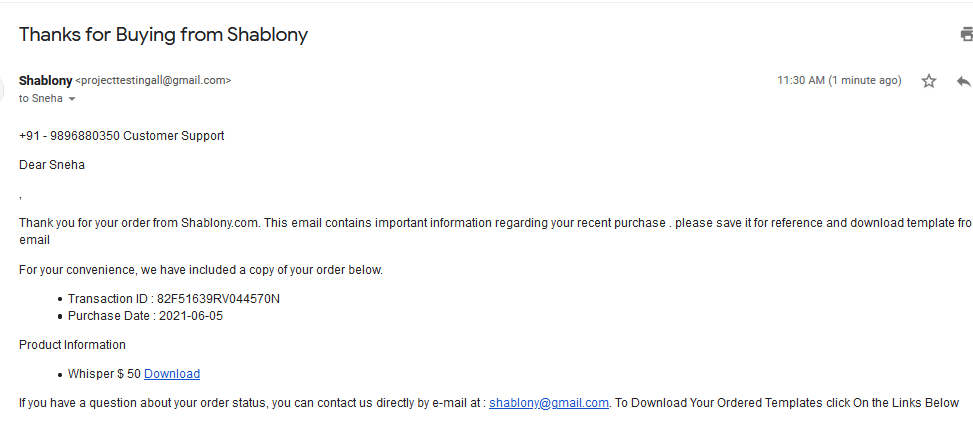 Thanks for Buying from Shablony
Shablony <projecttestingall@gmail.com>
11:30 AM (1 minute ago)
to Sneha
+91 - 9896880350 Customer Support
Dear Sneha
,
Thank you for your order from Shablony.com. This email contains important information regarding your recent purchase . please save it for reference and download template fro
email
For your convenience, we have included a copy of your order below.
• Transaction ID : 82F51639RV044570N
• Purchase Date : 2021-06-05
Product Information
• Whisper $ 50 Download
If you have a question about your order status, you can contact us directly by e-mail at : shablony@gmail.com. To Download Your Ordered Templates click On the Links Below